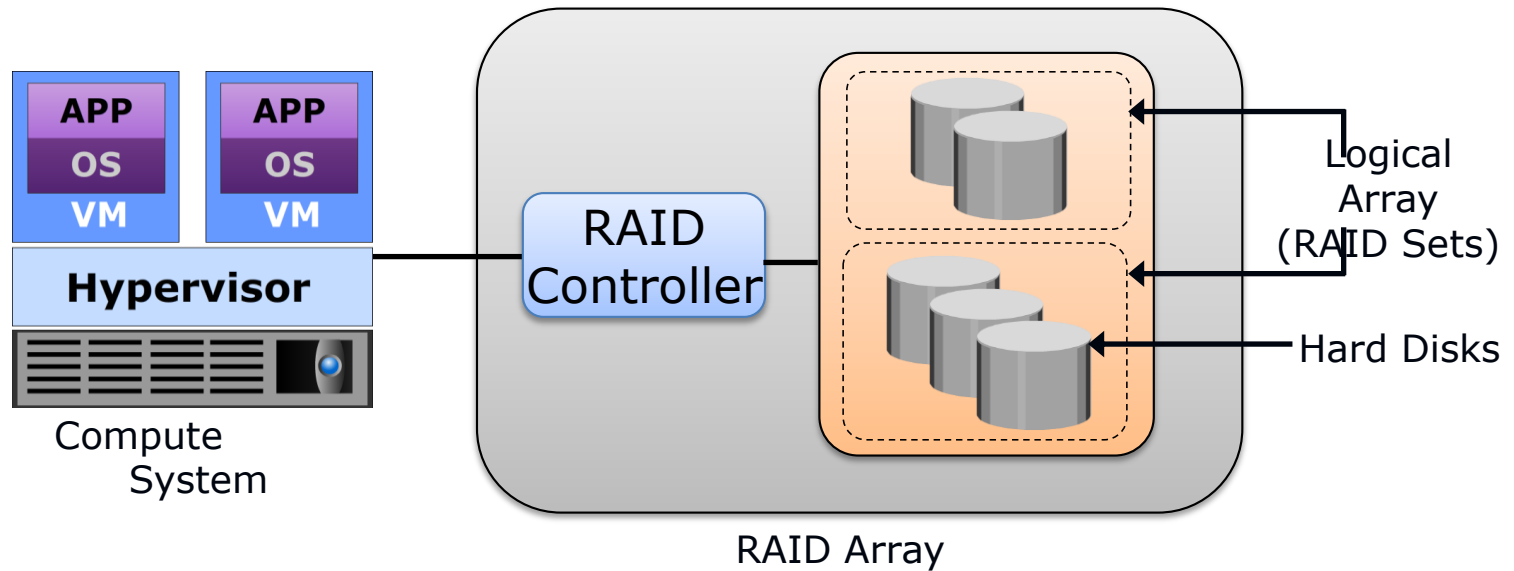 APP
OS
VM
APP
OS
VM
Hypervisor
Compute
System
RAID
Controller
Logical
Array
(RAID Sets)
Hard Disks
RAID Array